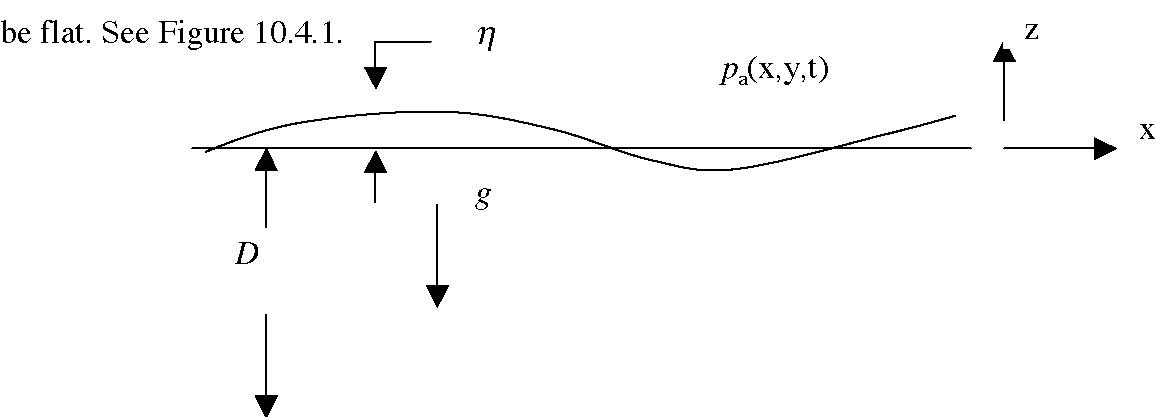 be flat. See Figure 10.4.1.
η
z
pa(x,y,t)
x
g
D